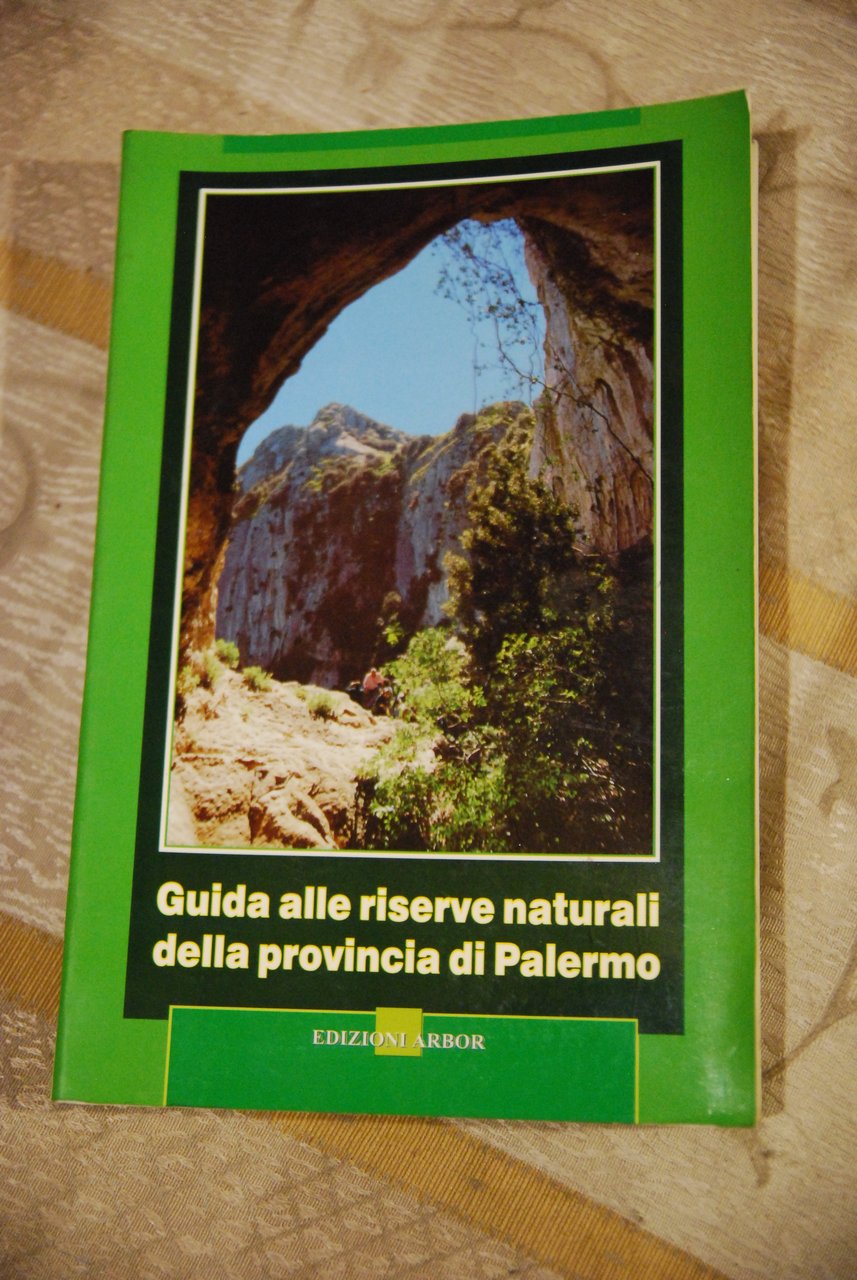 Guida alle riserve naturali
della provincia di Palermo
EDIZIONI ARBOR